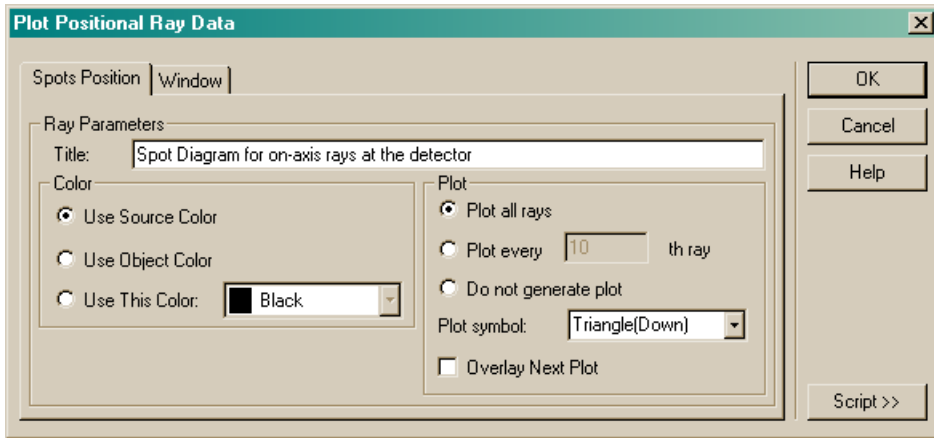 Plot Positional Ray Data
Spots Position
Window
Ray Parameters
Title: Spot Diagram for on-axis rays at the detector
Color
Use Source Color
Use Object Color
Use This Color: Black
Plot
Plot all rays
Plot every 10 th ray
Do not generate plot
Plot symbol: Triangle(Down)
Overlay Next Plot
OK
Cancel
Help
Script >>